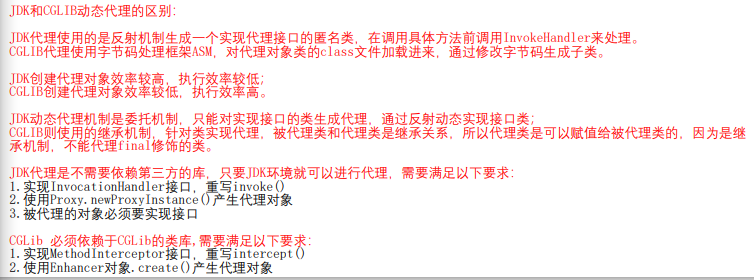 JDK和CGLIB动态代理的区别:
JDK代理使用的是反射机制生成一个实现代理接口的匿名类，在调用具体方法前调用InvokeHandler来处理。
CGLIB代理使用字节码处理框架ASM，对代理对象类的class文件加载进来，通过修改字节码生成子类。
JDK创建代理对象效率较高，执行效率较低;
CGLIB创建代理对象效率较低，执行效率高。
JDK动态代理机制是委托机制，只能对实现接口的类生成代理，通过反射动态实现接口类;
CGLIB则使用的继承机制，针对类实现代理，被代理类和代理类是继承关系，所以代理类是可以赋值给被代理类的，因为是继
承机制，不能代理final修饰的类。
JDK代理是不需要依赖第三方的库，只要JDK环境就可以进行代理，需要满足以下要求:
1.实现InvocationHandler接口，重写invoke()
2.使用Proxy.newProxyInstance()产生代理对象
3.被代理的对象必须要实现接口
CGLib 必须依赖于CGLib的类库,需要满足以下要求:
1.实现MethodInterceptor接口，重写intercept()
2.使用Enhancer对象.create()产生代理对象